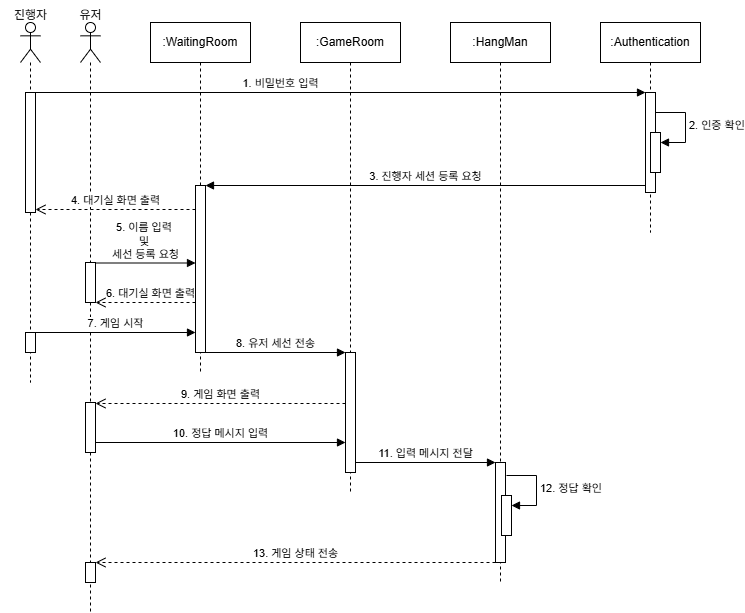 진행자
유저
:WaitingRoom
:GameRoom
:HangMan
:Authentication
1. 비밀번호 입력
2. 인증 확인
3. 진행자 세션 등록 요청
4. 대기실 화면 출력
5. 이름 입력
및
세선 등록 요청
6. 대기실 화면 출력
7. 게임 시작
8. 유저 세선 전송
9. 게임 화면 출력
10. 정답 메시지 입력
11. 입력 메시지 전달
12. 정답 확인
13. 게임 상태 전송